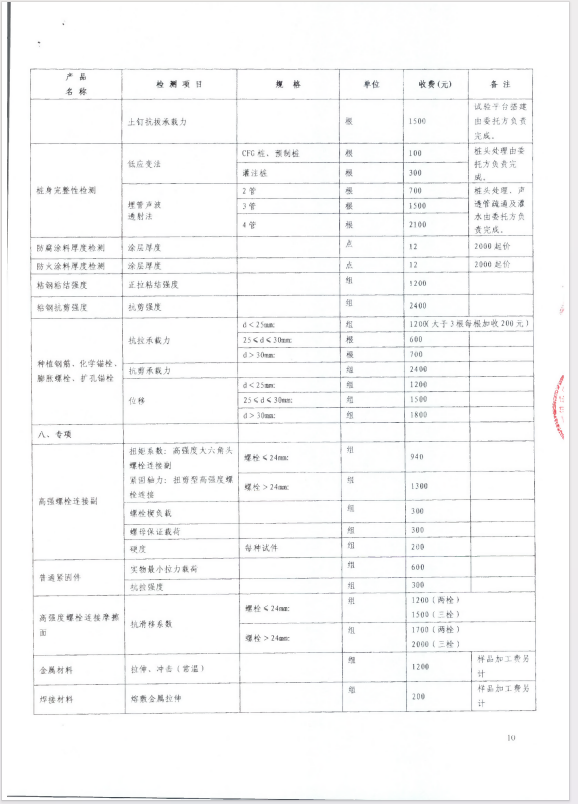 产 品
名 称 检 测 项 目 规 格 单位 收费(元) 备 注
土钉抗拔承载力 根 1500 试验平台搭建
由委托方负责
完成。
桩身完整性检测 低应变法 CFG 桩、预制桩 根 100 桩头处理由委
托方负责完
成。
灌注桩 根 300
埋管声波
透射法 2 管 根 700 桩头处理、声
透管疏通及灌
水由委托方负
责完成。
3 管 根 1500
4 管 根 2100
防腐涂料厚度检测 涂层厚度 点 12 2000 起价
防火涂料厚度检测 涂层厚度 点 12 2000 起价
粘钢粘结强度 正拉粘结强度 组 1200
粘钢抗剪强度 抗剪强度 组 2400
种植钢筋、化学锚栓、
膨胀螺栓、扩孔锚栓 抗拉承载力 d<25mm: 组 1200(大于 3 根每根加收 200 元)
25≤d≤30mm: 根 600
d>30mm: 根 700
抗剪承载力 组 2400
位移 d<25mm: 组 1200
25≤d≤30mm: 组 1500
d>30mm: 组 1800
八、专项
高强螺栓连接副 扭矩系数: 高强度大六角头
螺栓连接副
紧固轴力: 扭剪型高强度螺
栓连接 螺栓≤24mm: 组 940
螺栓>24mm: 组 1300
螺栓楔负载 组 300
螺母保证载荷 组 300
硬度 每种试件 组 200
普通紧固件 实物最小拉力载荷 组 600
抗拉强度 组 300
高强度螺栓连接摩擦
面 抗滑移系数 螺栓≤24mm: 组 1200(两栓)
1500(三栓)
螺栓>24mm: 组 1700(两栓)
2000(三栓)
金属材料 拉伸、冲击(常温) 组 1200 样品加工费另
计
焊接材料 熔敷金属拉伸 组 200 样品加工费另
计
10